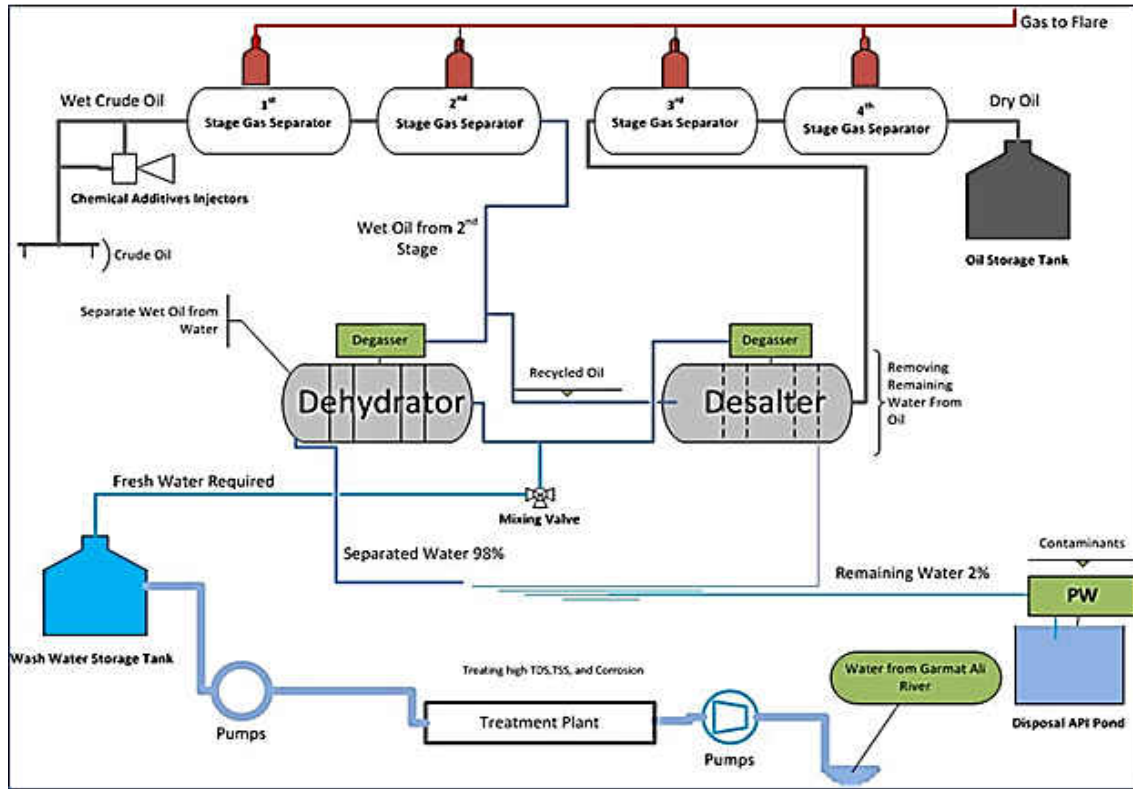 Gas to Flare
Wet Crude Oil
1st
Stage Gas Separator
2nd
Stage Gas Separator
3rd
Stage Gas Separator
4th
Stage Gas Separator
Dry Oil
Chemical Additives Injectors
Crude Oil
Wet Oil from 2nd
Stage
Oil Storage Tank
Separate Wet Oil from
Water
Degasser
Degasser
Recycled Oil
Dehydrator
Desalter
Removing
Remaining
Water From
Oil
Fresh Water Required
Mixing Valve
Separated Water 98%
Remaining Water 2%
Contaminants
PW
Wash Water Storage Tank
Treating high TDS,TSS, and Corrosion
Water from Garmat Ali
River
Treatment Plant
Disposal API Pond
Pumps
Pumps